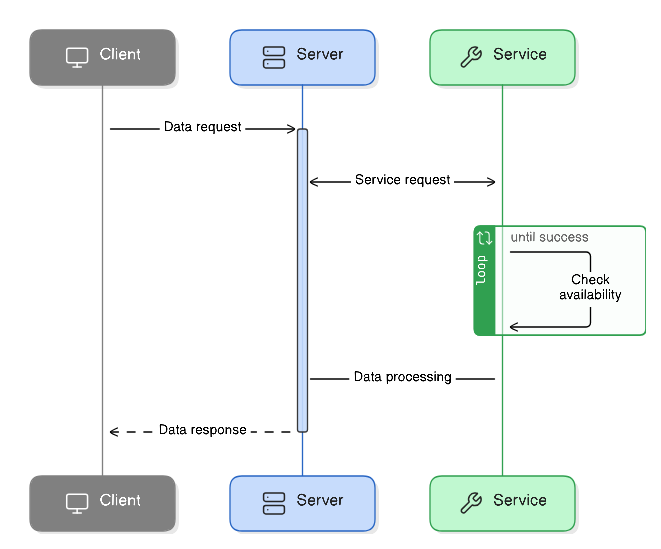 Client
Server
Service
Data request
Service request
until success
loop
Check
availability
Data processing
Data response
Client
Server
Service